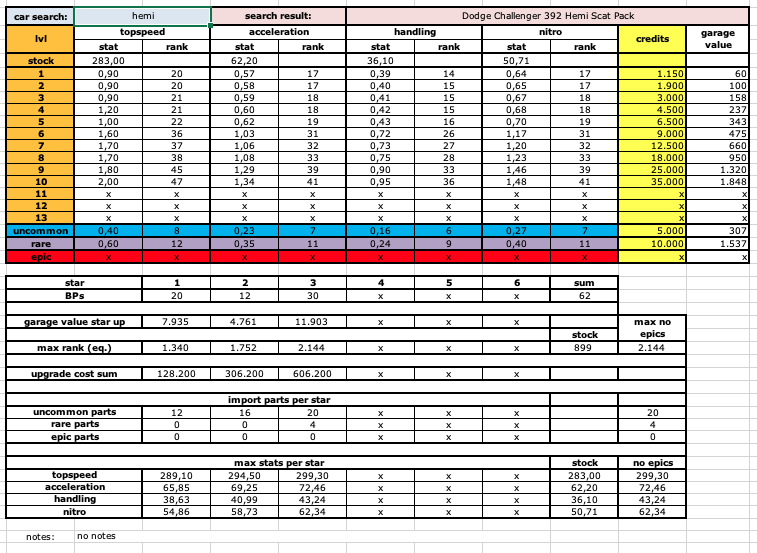 car search: hemi search result: Dodge Challenger 392 Hemi Scat Pack
lvl topspeed acceleration handling nitro credits garage value
stat rank stat rank stat rank stat rank
stock 283,00 62,20 36,10 50,71
1 0,90 20 0,57 17 0,39 14 0,64 17 1.150 60
2 0,90 20 0,58 17 0,40 15 0,65 17 1.900 100
3 0,90 21 0,59 18 0,41 15 0,67 18 3.000 158
4 1,20 21 0,60 18 0,42 15 0,68 18 4.500 237
5 1,00 22 0,62 19 0,43 16 0,70 19 6.500 343
6 1,60 36 1,03 31 0,72 26 1,17 31 9.000 475
7 1,70 37 1,06 32 0,73 27 1,20 32 12.500 660
8 1,70 38 1,08 33 0,75 28 1,23 33 18.000 950
9 1,80 45 1,29 39 0,90 33 1,46 39 25.000 1.320
10 2,00 47 1,34 41 0,95 36 1,48 41 35.000 1.848
11 x x x x x x x x x x
12 x x x x x x x x x x
13 x x x x x x x x x x
uncommon 0,40 8 0,23 7 0,16 6 0,27 7 5.000 307
rare 0,60 12 0,35 11 0,24 9 0,40 11 10.000 1.537
epic x x x x x x x x x x
star 1 2 3 4 5 6 sum
BPs 20 12 30 x x x 62
garage value star up 7.935 4.761 11.903 x x x max no epics
stock
max rank (eq.) 1.340 1.752 2.144 x x x 899 2.144
upgrade cost sum 128.200 306.200 606.200 x x x
import parts per star
uncommon parts 12 16 20 x x x 20
rare parts 0 0 4 x x x 4
epic parts 0 0 0 x x x 0
max stats per star stock no epics
topspeed 289,10 294,50 299,30 x x x 283,00 299,30
acceleration 65,85 69,25 72,46 x x x 62,20 72,46
handling 38,63 40,99 43,24 x x x 36,10 43,24
nitro 54,86 58,73 62,34 x x x 50,71 62,34
notes: no notes